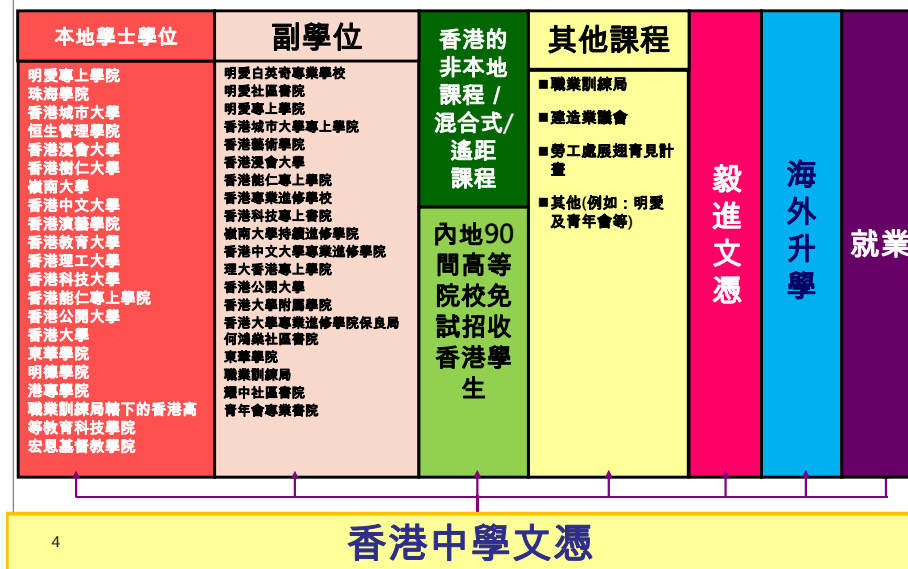 本地學士學位
明愛專上學院
珠海學院
香港城市大學
恒生管理學院
香港浸會大學
香港樹仁大學
嶺南大學
香港中文大學
香港演藝學院
香港教育大學
香港理工大學
香港科技大學
香港能仁專上學院
香港公開大學
香港大學
東華學院
明德學院
港專學院
職業訓練局轄下的香港高
等教育科技學院
宏恩基督教學院
副學位
明愛白英奇專業學校
明愛社區書院
明愛專上學院
香港城市大學專上學院
香港藝術學院
香港浸會大學
香港能仁專上學院
香港專業進修學校
香港科技專上書院
嶺南大學持續進修學院
香港中文大學專業進修學院
理大香港專上學院
香港公開大學
香港大學附屬學院
香港大學專業進修學院保良局
何鴻燊社區書院
東華學院
職業訓練局
耀中社區書院
青年會專業書院
香港的
非本地
課程 /
混合式/
遙距
課程
內地90
間高等
院校免
試招收
香港學
生
其他課程
■職業訓練局
■建造業議會
■勞工處展翅青見計
畫
■其他(例如：明愛
及青年會等)
毅進文憑
海外升學
就業
4
香港中學文憑